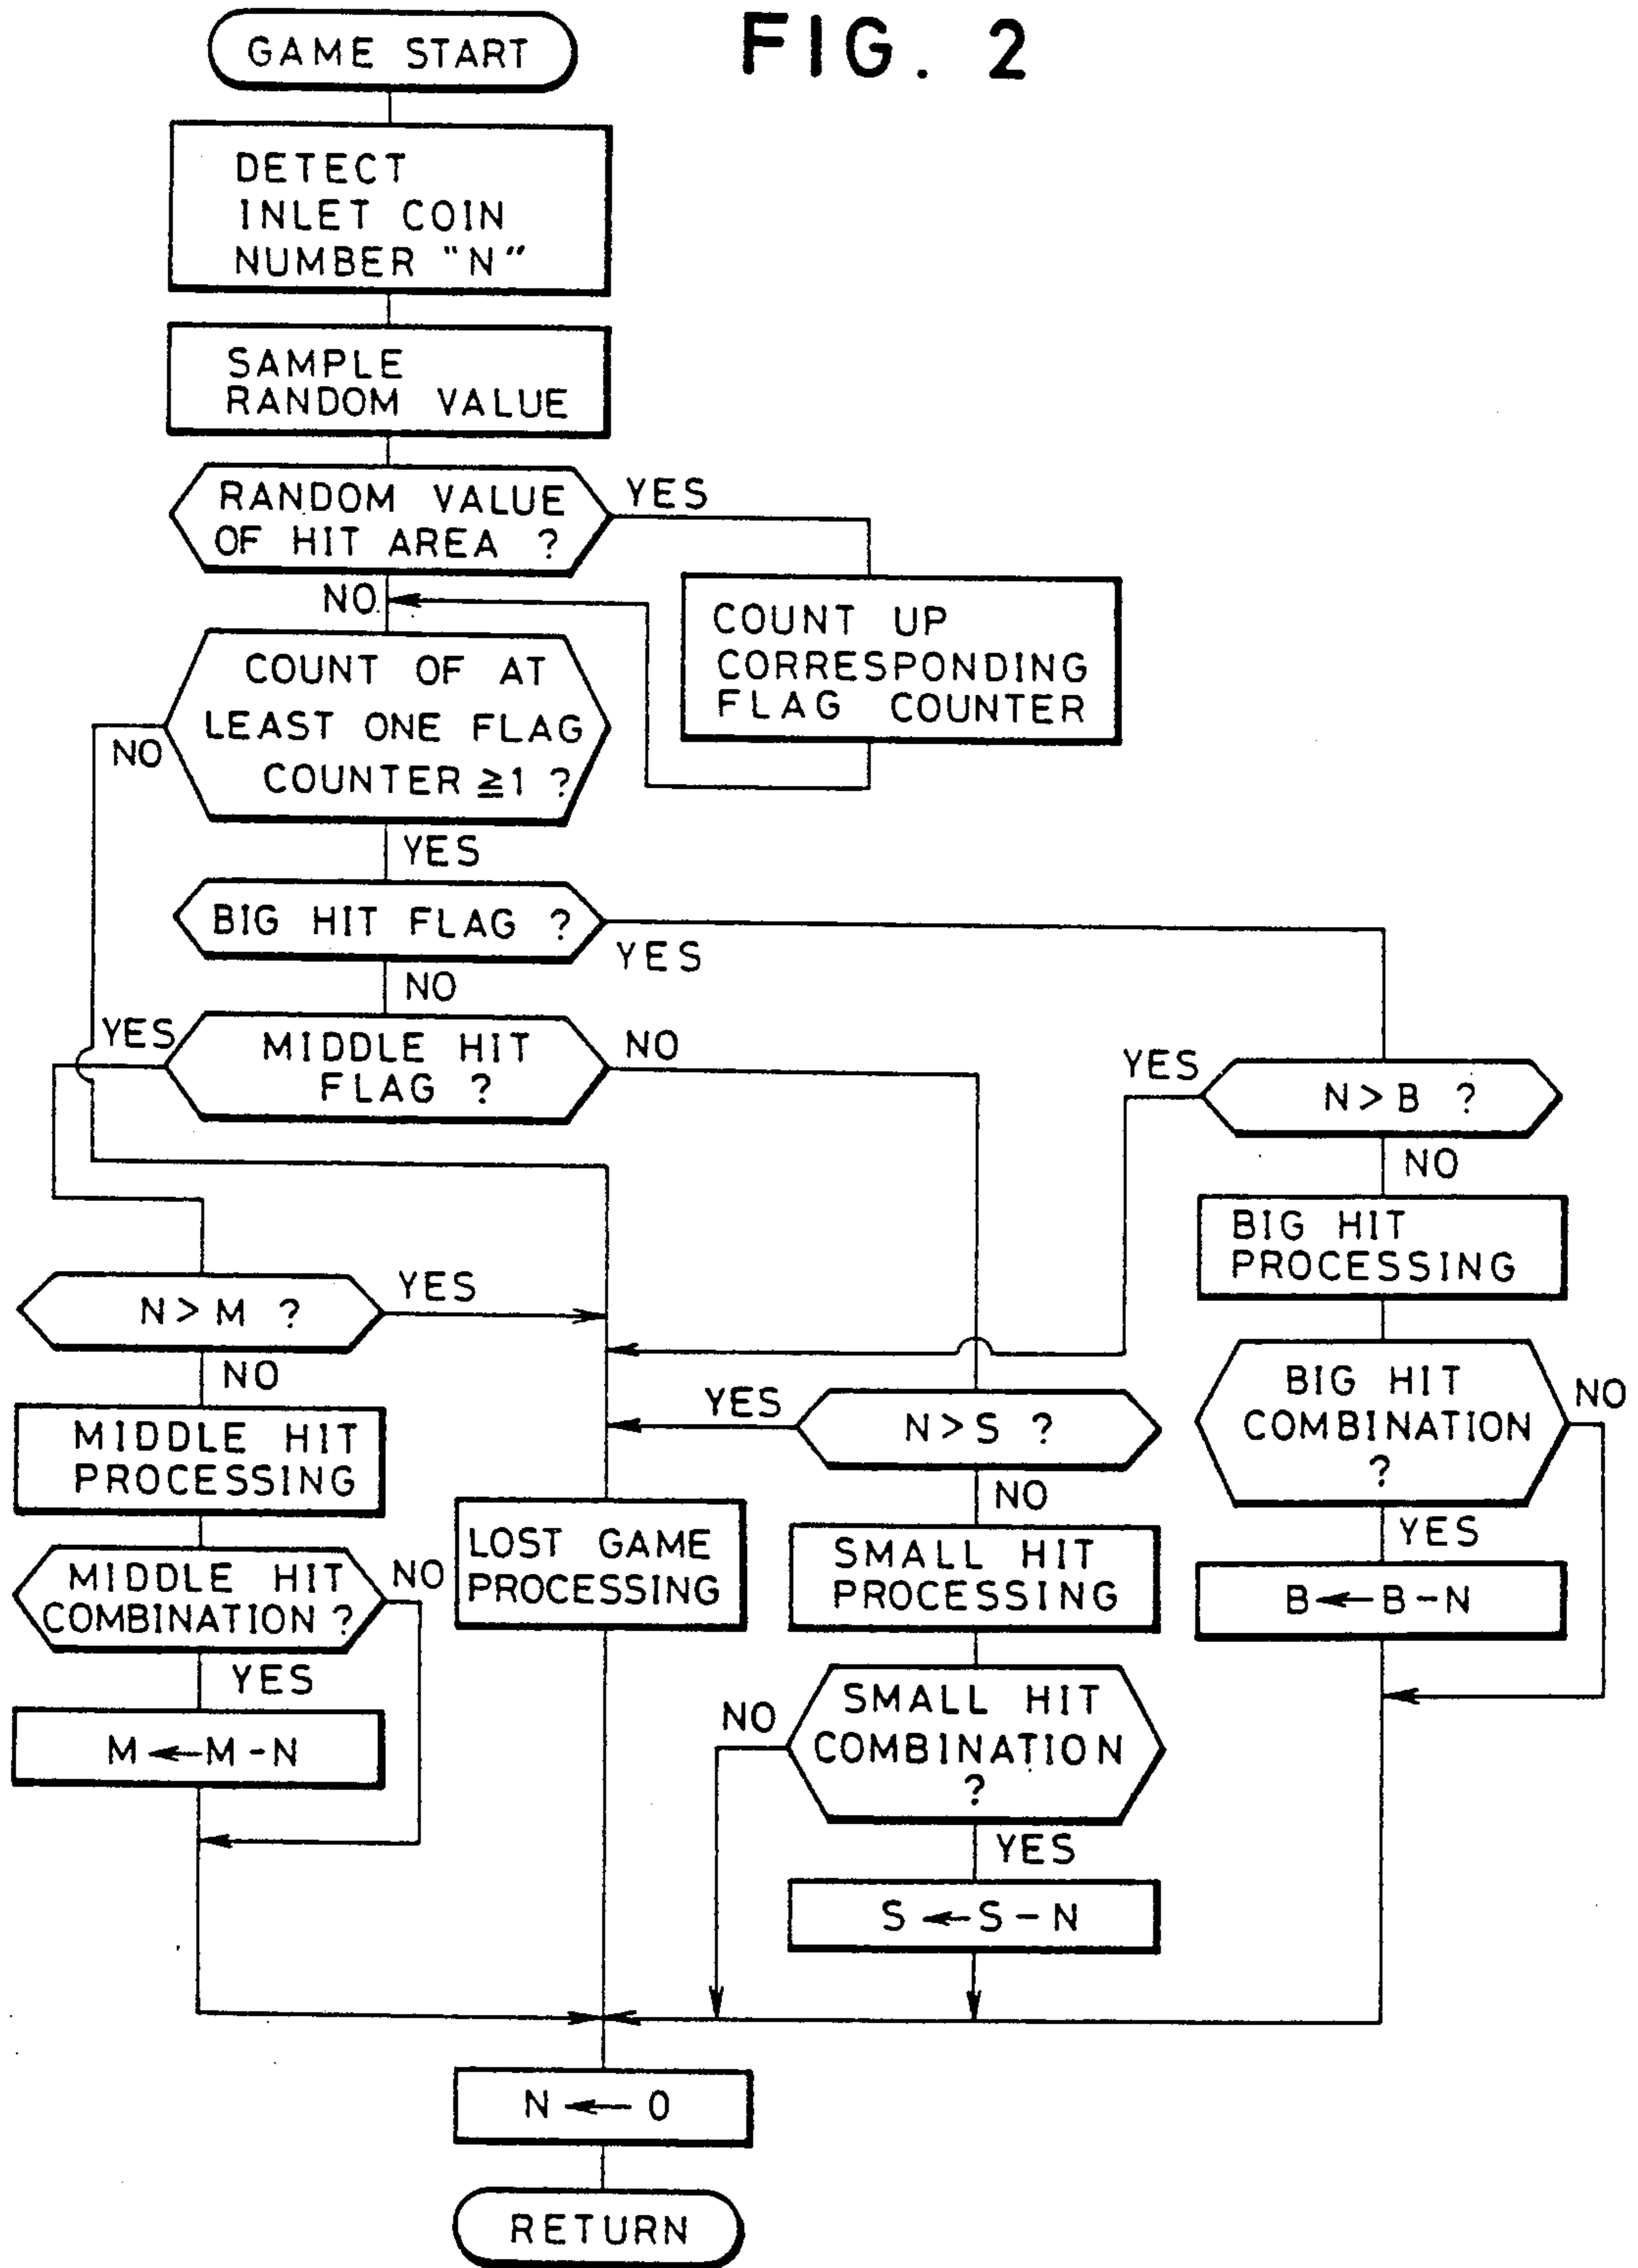 FIG. 2
GAME START
DETECT
INLET COIN
NUMBER "N"
SAMPLE
RANDOM VALUE
RANDOM VALUE
OF HIT AREA ?
YES
NO
COUNT UP
CORRESPONDING
FLAG COUNTER
COUNT OF AT
LEAST ONE FLAG
COUNTER ≧1 ?
NO
YES
BIG HIT FLAG ?
YES
NO
MIDDLE HIT
FLAG ?
YES
NO
N>B ?
YES
NO
BIG HIT
PROCESSING
BIG HIT
COMBINATION
?
NO
YES
B←B-N
N>M ?
YES
NO
MIDDLE HIT
PROCESSING
MIDDLE HIT
COMBINATION ?
NO
YES
M←M-N
LOST GAME
PROCESSING
N>S ?
YES
NO
SMALL HIT
PROCESSING
SMALL HIT
COMBINATION
?
NO
YES
S←S-N
N←0
RETURN